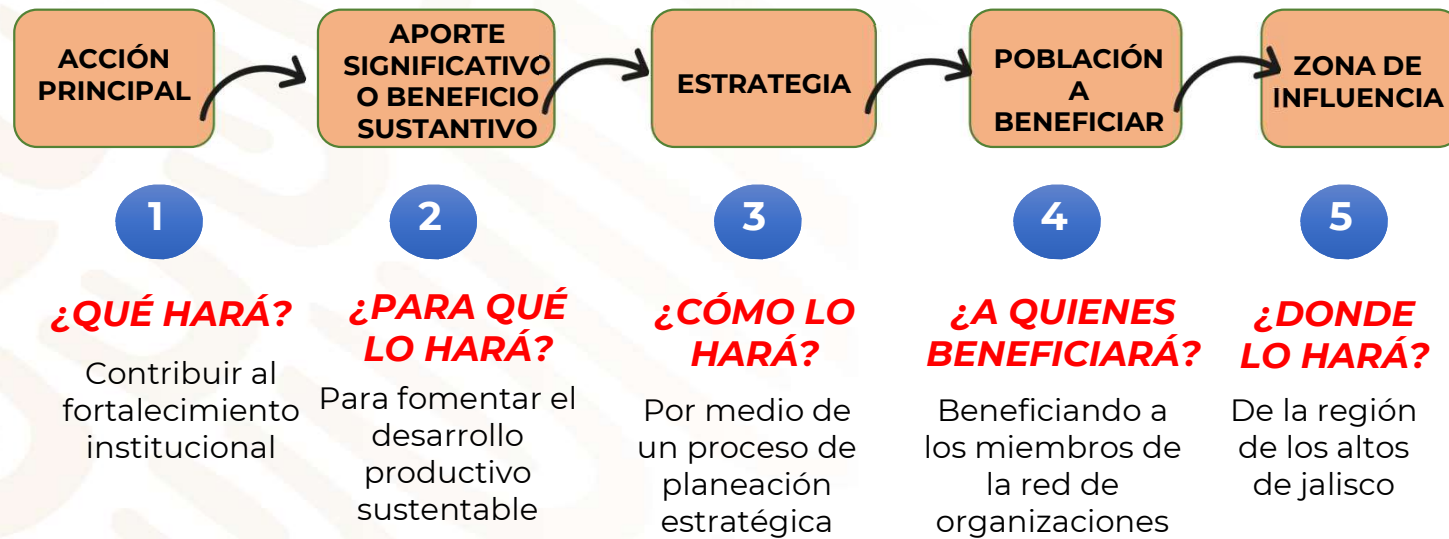 ACCIÓN
PRINCIPAL
APORTE
SIGNIFICATIVO
O BENEFICIO
SUSTANTIVO
ESTRATEGIA
POBLACIÓN
A
BENEFICIAR
ZONA DE
INFLUENCIA
1
2
3
4
5
¿QUÉ HARÁ?
Contribuir al
fortalecimiento
institucional
¿PARA QUÉ
LO HARÁ?
Para fomentar el
desarrollo
productivo
sustentable
¿CÓMO LO
HARÁ?
Por medio de
un proceso de
planeación
estratégica
¿A QUIENES
BENEFICIARÁ?
Beneficiando a
los miembros de
la red de
organizaciones
¿DONDE
LO HARÁ?
De la región
de los altos
de jalisco